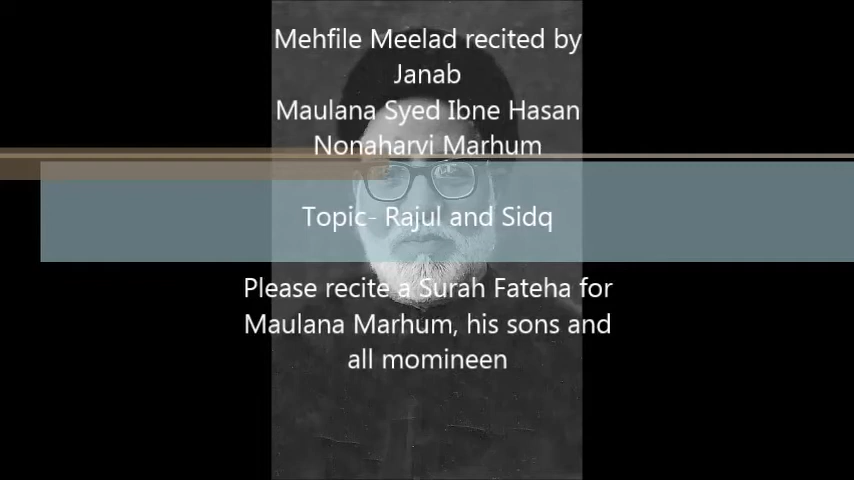 Mehfile Meelad recited by
Janab
Maulana Syed Ibne Hasan
Nonaharvi Marhum
Topic- Rajul and Sidq
Please recite a Surah Fateha for
Maulana Marhum, his sons and
all momineen